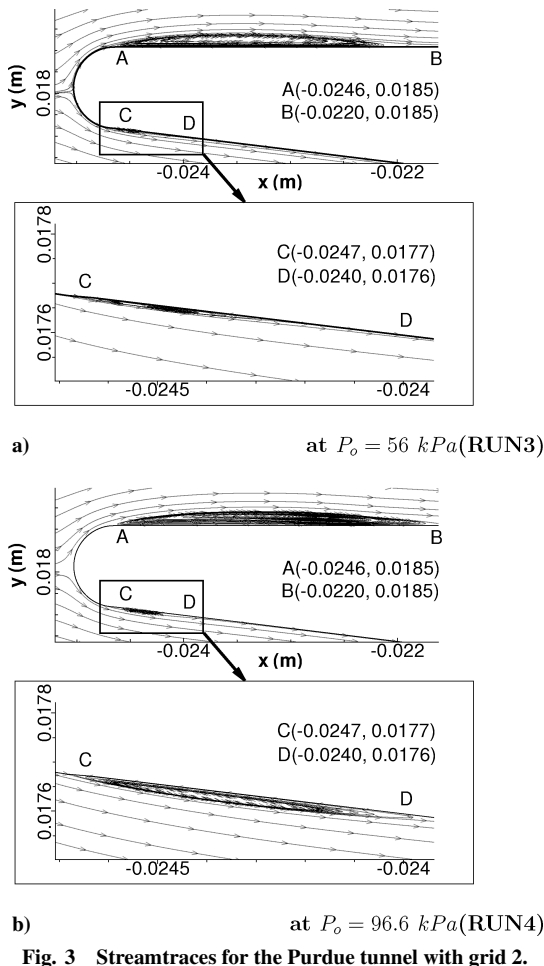 y (m)
0.018
A
B
A(-0.0246, 0.0185)
B(-0.0220, 0.0185)
C
D
-0.024
-0.022
x (m)
0.0178
0.0176
C
C(-0.0247, 0.0177)
D(-0.0240, 0.0176)
D
-0.0245
-0.024
a) at Po = 56 kPa(RUN3)
y (m)
0.018
A
B
A(-0.0246, 0.0185)
B(-0.0220, 0.0185)
C
D
-0.024
-0.022
x (m)
0.0178
0.0176
C
C(-0.0247, 0.0177)
D(-0.0240, 0.0176)
D
-0.0245
-0.024
b) at Po = 96.6 kPa(RUN4)
Fig. 3 Streamtraces for the Purdue tunnel with grid 2.